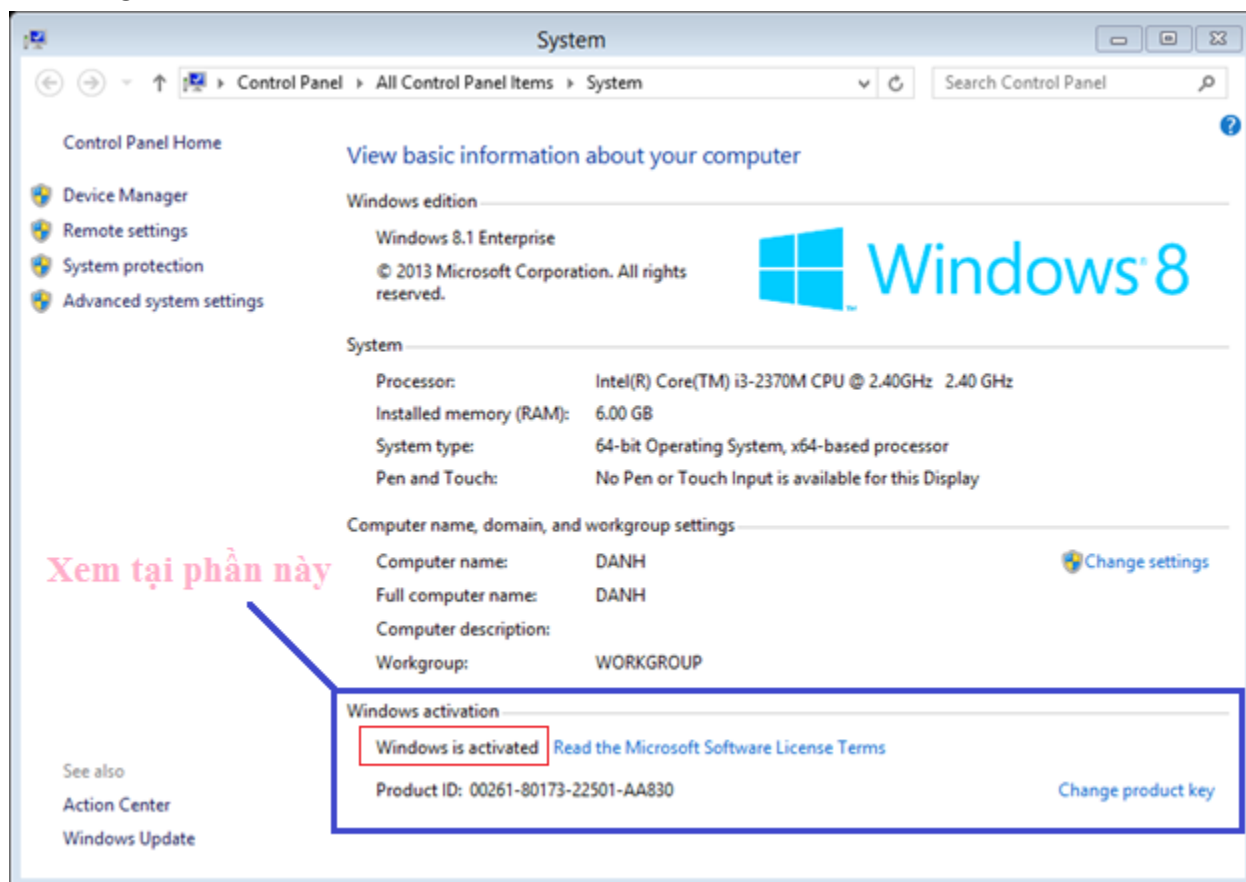 System
Control Panel All Control Panel Items System Search Control Panel
Control Panel Home
Device Manager
Remote settings
System protection
Advanced system settings
View basic information about your computer
Windows edition
Windows 8.1 Enterprise
© 2013 Microsoft Corporation. All rights
reserved.
Windows 8
System
Processor: Intel(R) Core(TM) i3-2370M CPU @ 2.40GHz 2.40 GHz
Installed memory (RAM): 6.00 GB
System type: 64-bit Operating System, x64-based processor
Pen and Touch: No Pen or Touch Input is available for this Display
Computer name, domain, and workgroup settings
Computer name: DANH Change settings
Full computer name: DANH
Computer description:
Workgroup: WORKGROUP
Xem tại phần này
Windows activation
Windows is activated Read the Microsoft Software License Terms
Product ID: 00261-80173-22501-AA830 Change product key
See also
Action Center
Windows Update